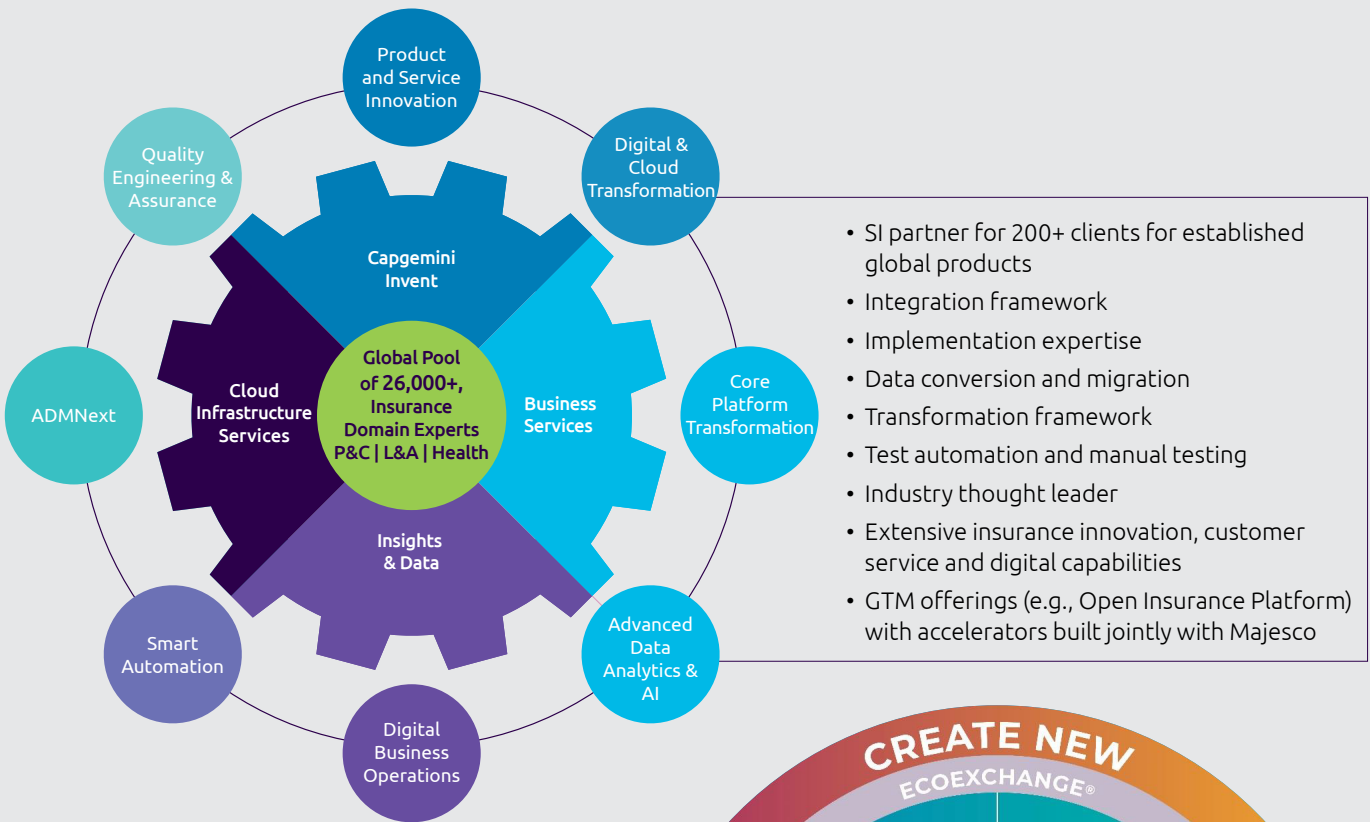 Product
and Service
Innovation
Digital &
Cloud
Transformation
Core
Platform
Transformation
Advanced
Data
Analytics &
AI
Digital
Business
Operations
Smart
Automation
ADMNext
Quality
Engineering &
Assurance
Capgemini
Invent
Business
Services
Insights
& Data
Cloud
Infrastructure
Services
Global Pool
of 26,000+,
Insurance
Domain Experts
P&C | L&A | Health
• SI partner for 200+ clients for established
global products
• Integration framework
• Implementation expertise
• Data conversion and migration
• Transformation framework
• Test automation and manual testing
• Industry thought leader
• Extensive insurance innovation, customer
service and digital capabilities
• GTM offerings (e.g., Open Insurance Platform)
with accelerators built jointly with Majesco
CREATE NEW
ECOEXCHANGE®